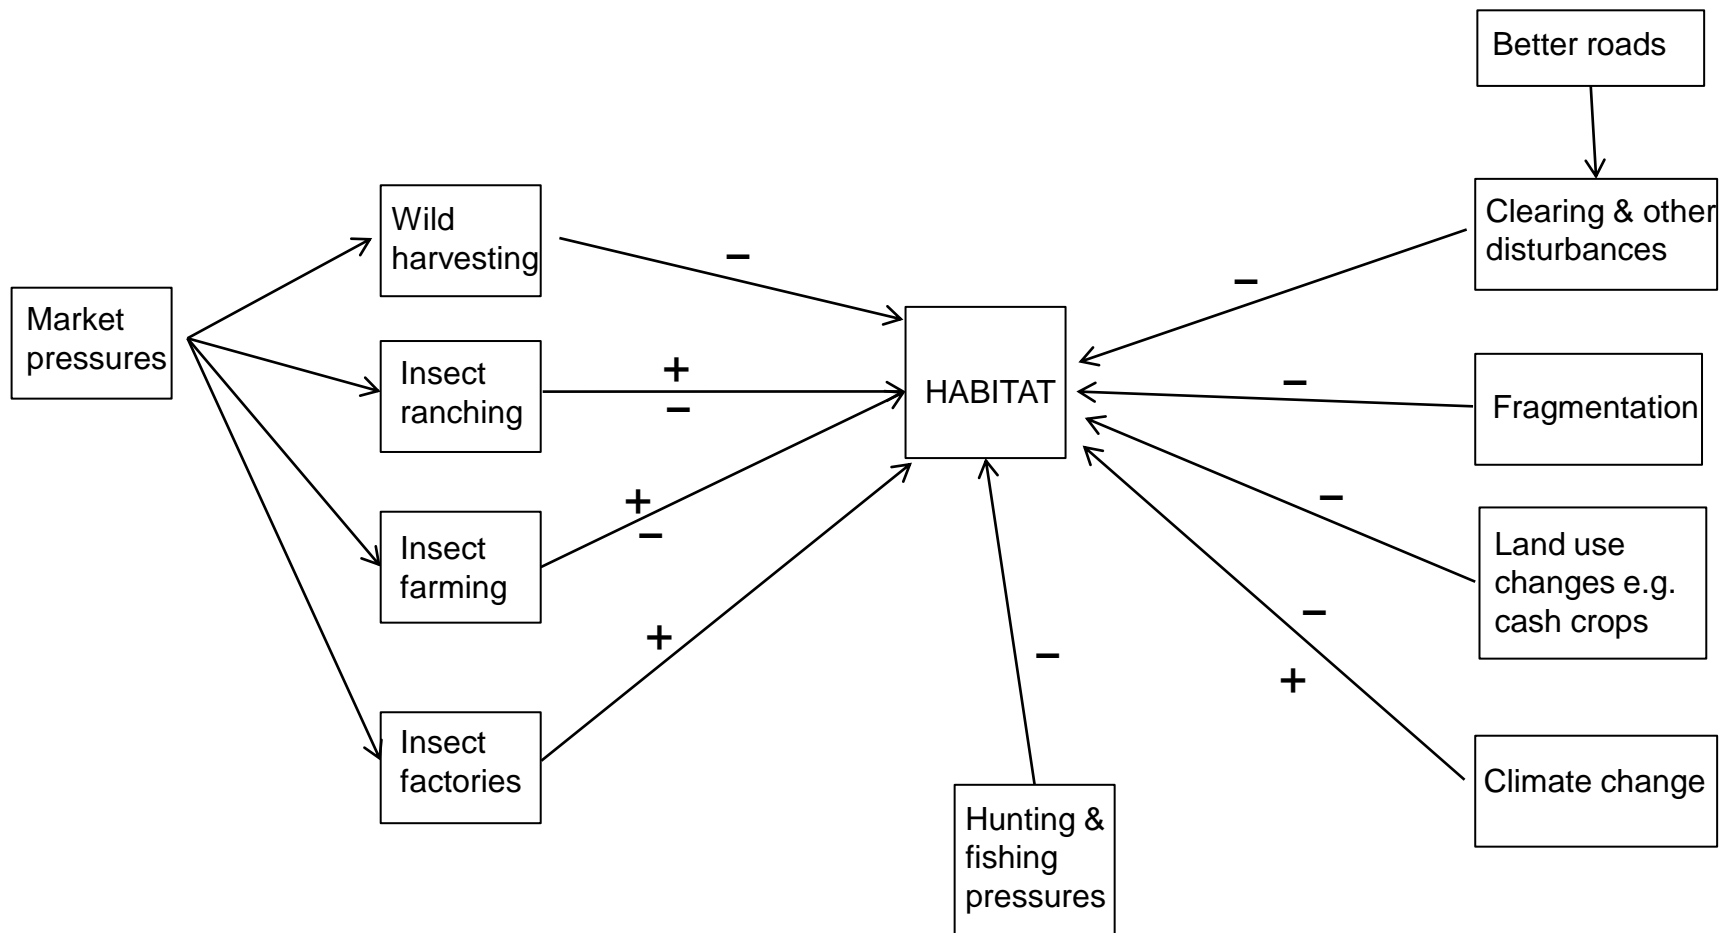 Better roads
Wild
harvesting
–
Clearing & other
disturbances
–
Market
pressures
Insect
ranching
+
–
HABITAT
–
Fragmentation
Insect
farming
+
–
–
Land use
changes e.g.
cash crops
Insect
factories
+
–
–
+
Climate change
Hunting &
fishing
pressures